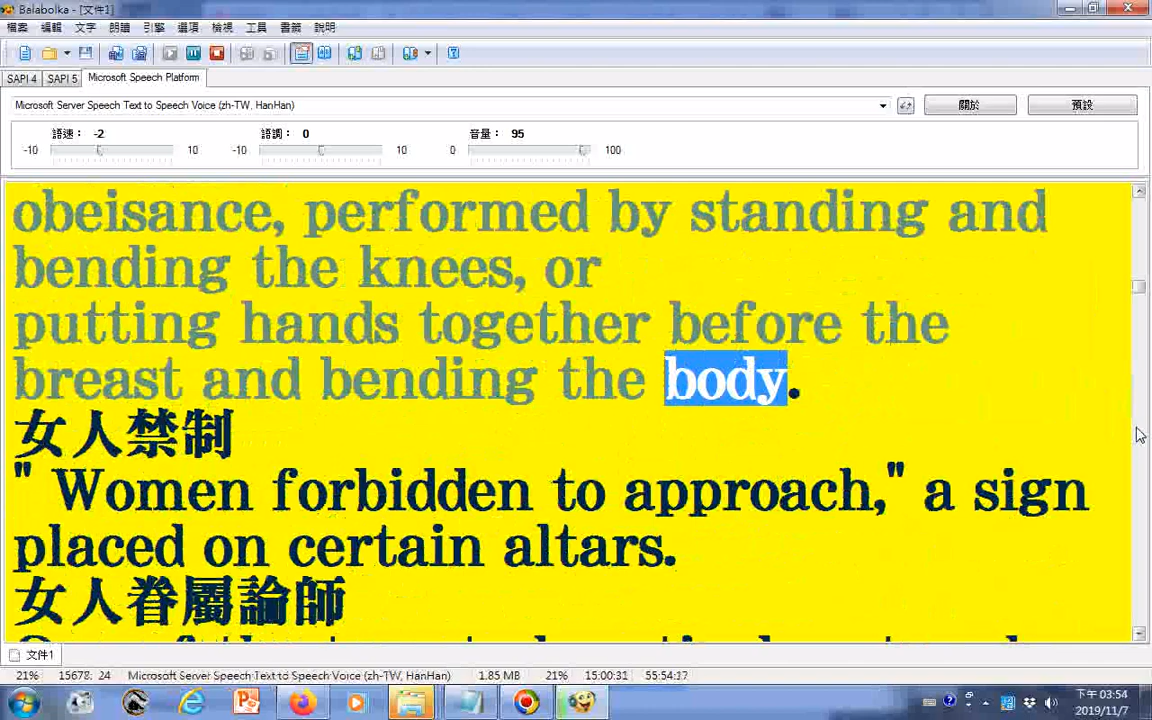 Balabolka - [文件1]
檔案 編輯 文字 朗讀 引擎 選項 檢視 工具 書籤 說明
SAPI 4 SAPI 5 Microsoft Speech Platform
Microsoft Server Speech Text to Speech Voice (zh-TW, HanHan)
關於 預設
語速： -2 語調： 0 音量： 95
-10 10 -10 10 0 100
obeisance, performed by standing and
bending the knees, or
putting hands together before the
breast and bending the body.
女人禁制
" Women forbidden to approach," a sign
placed on certain altars.
女人眷屬論師
文件1
21% 15678: 24 Microsoft Server Speech Text to Speech Voice (zh-TW, HanHan) 1.85 MB 21% 15:00:31 55:54:17
下午 03:54
2019/11/7